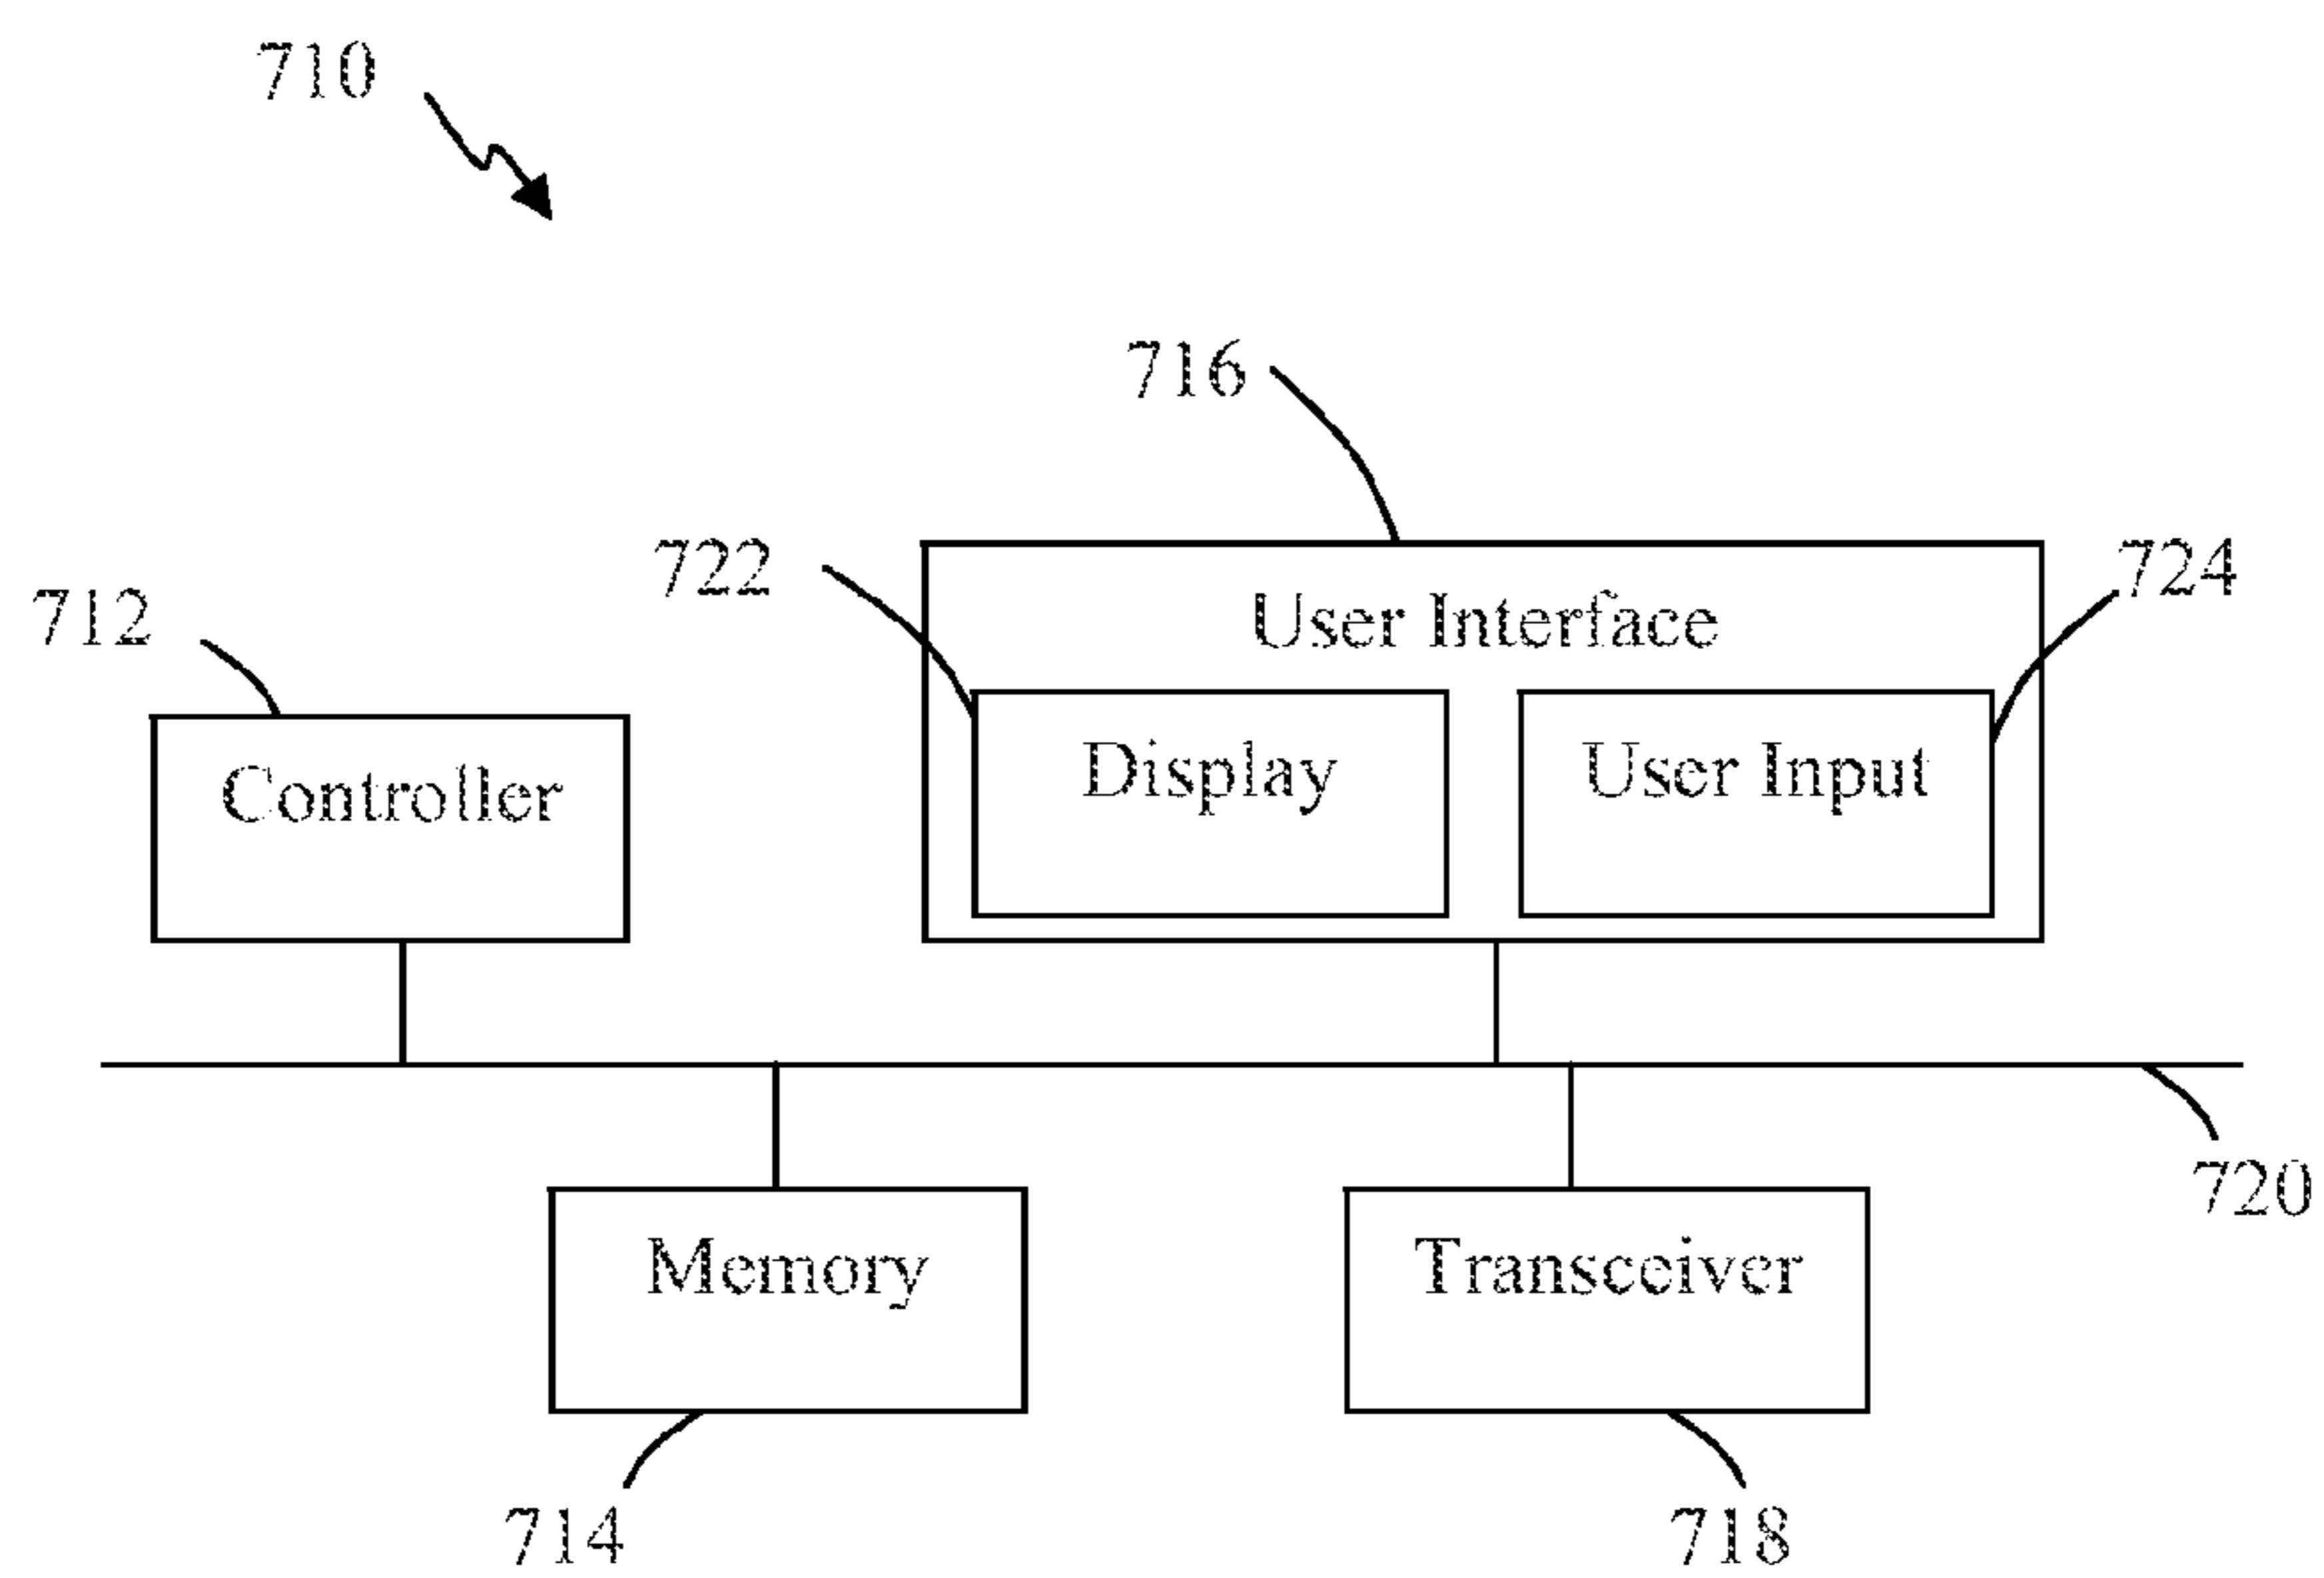 710
716
722
724
712
User Interface
Display
User Input
Controller
720
Memory
Transceiver
714
718